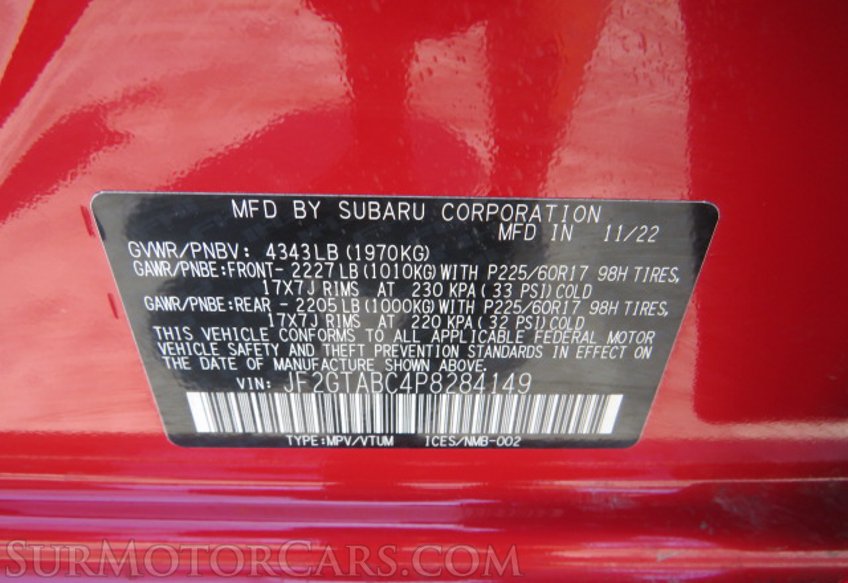 MFD BY SUBARU CORPORATION
MFD IN 11/22
GVWR/PNBV: 4343LB (1970KG)
GAWR/PNBE:FRONT- 2227LB (1010KG) WITH P225/60R17 98H TIRES,
17X7J RIMS AT 230 KPA ( 33 PSI) COLD
GAWR/PNBE:REAR - 2205LB (1000KG) WITH P225/60R17 98H TIRES,
17X7J RIMS AT 220 KPA ( 32 PSI) COLD
THIS VEHICLE CONFORMS TO ALL APPLICABLE FEDERAL MOTOR
VEHICLE SAFETY AND THEFT PREVENTION STANDARDS IN EFFECT ON
THE DATE OF MANUFACTURE SHOWN ABOVE.
VIN: JF2GTABC4P8284149
TYPE:MPV/VTUM ICES/NMB-002
SURMOTORCARS.COM